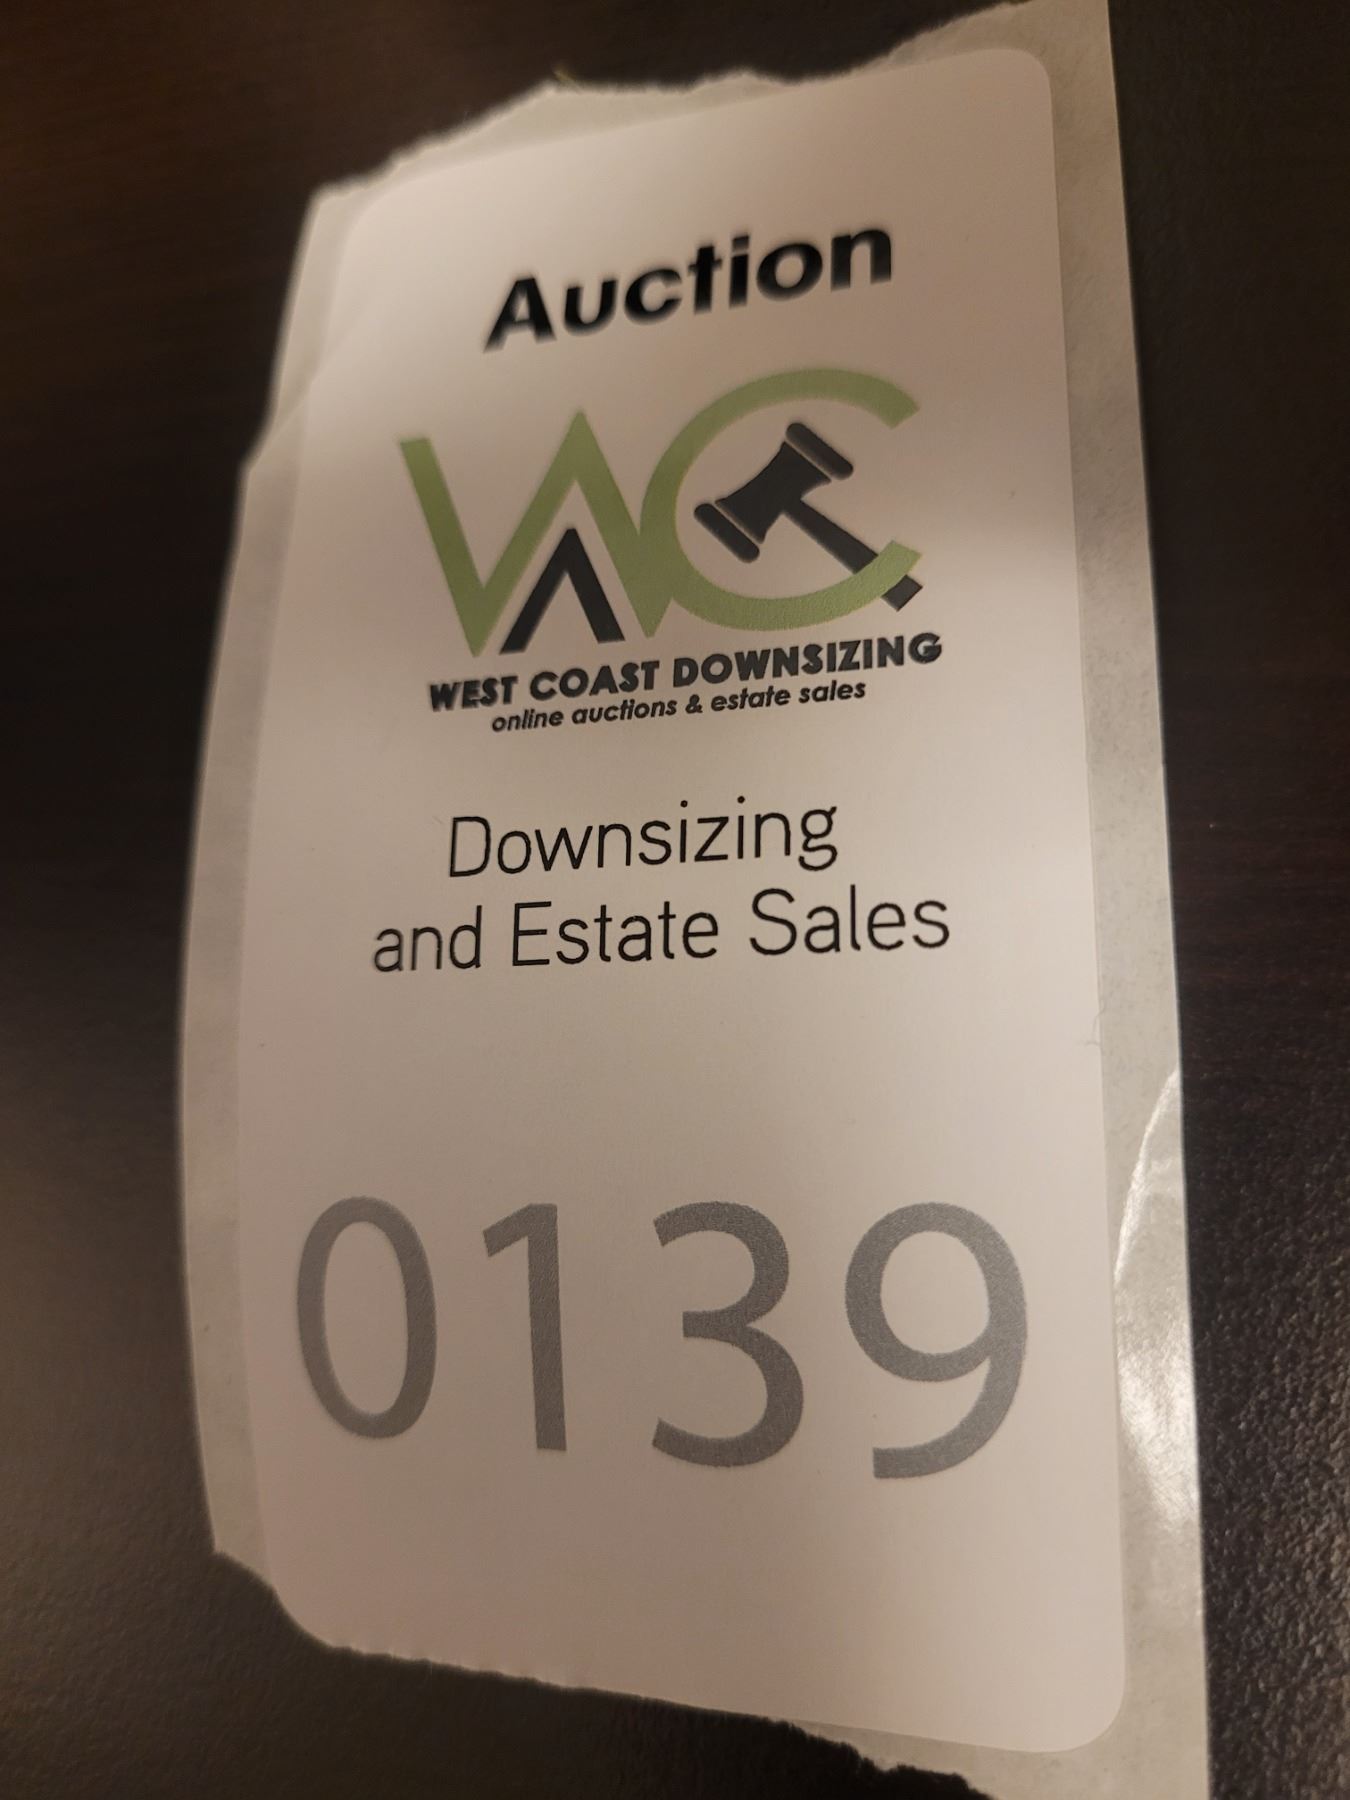 Auction
WC
WEST COAST DOWNSIZING
online auctions & estate sales
Downsizing
and Estate Sales
0139